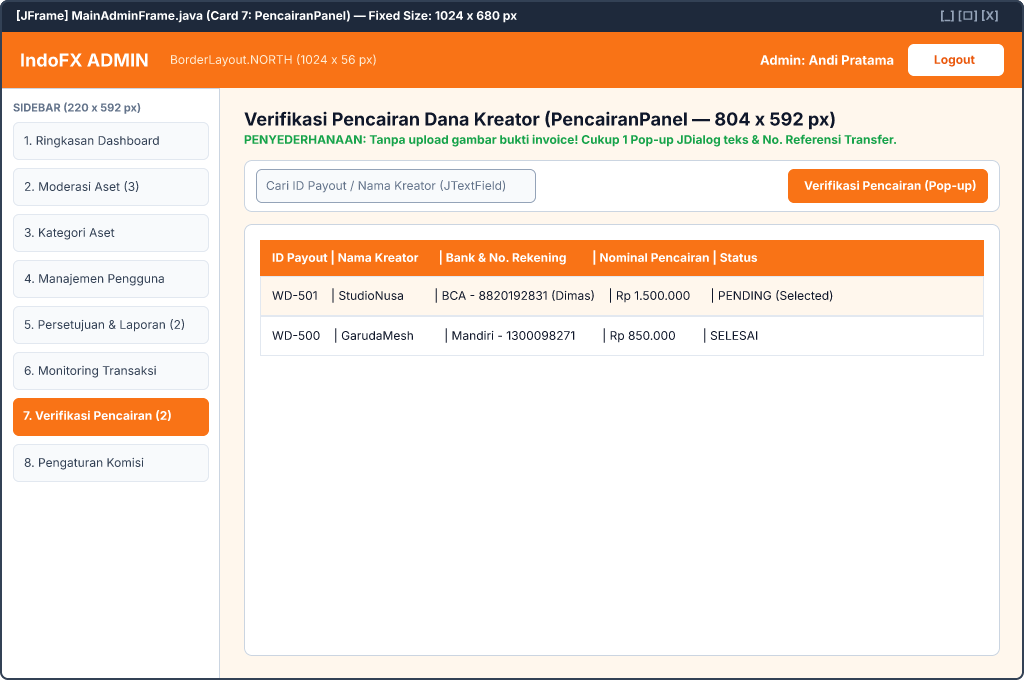 [JFrame] MainAdminFrame.java (Card 7: PencairanPanel) — Fixed Size: 1024 x 680 px
[_] [□] [X]
IndoFX ADMIN
BorderLayout.NORTH (1024 x 56 px)
Admin: Andi Pratama
Logout
SIDEBAR (220 x 592 px)
1. Ringkasan Dashboard
2. Moderasi Aset (3)
3. Kategori Aset
4. Manajemen Pengguna
5. Persetujuan & Laporan (2)
6. Monitoring Transaksi
7. Verifikasi Pencairan (2)
8. Pengaturan Komisi
Verifikasi Pencairan Dana Kreator (PencairanPanel — 804 x 592 px)
PENYEDERHANAAN: Tanpa upload gambar bukti invoice! Cukup 1 Pop-up JDialog teks & No. Referensi Transfer.
Cari ID Payout / Nama Kreator (JTextField)
Verifikasi Pencairan (Pop-up)
ID Payout | Nama Kreator | Bank & No. Rekening | Nominal Pencairan | Status
WD-501 | StudioNusa | BCA - 8820192831 (Dimas) | Rp 1.500.000 | PENDING (Selected)
WD-500 | GarudaMesh | Mandiri - 1300098271 | Rp 850.000 | SELESAI